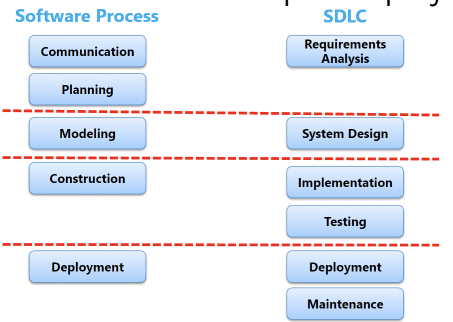 Software Process
SDLC
Communication
Requirements
Analysis
Planning
Modeling
System Design
Construction
Implementation
Testing
Deployment
Deployment
Maintenance